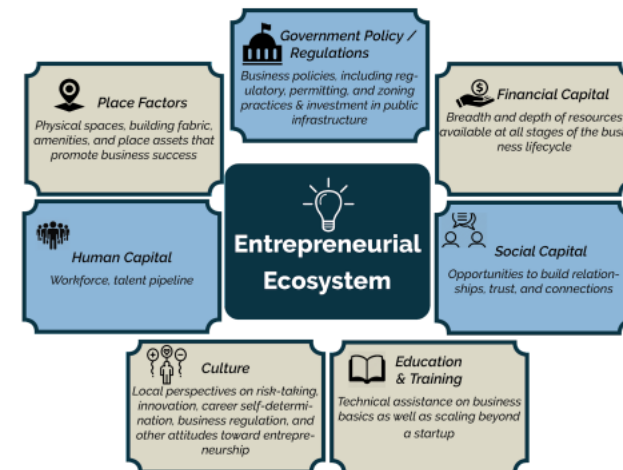 Government Policy /
Regulations
Business policies, including reg-
ulatory, permitting, and zoning
practices & investment in public
infrastructure
Place Factors
Physical spaces, building fabric,
amenities, and place assets that
promote business success
Financial Capital
Breadth and depth of resources
available at all stages of the busi
ness lifecycle
Human Capital
Workforce, talent pipeline
Entrepreneurial
Ecosystem
Social Capital
Opportunities to build relation-
ships, trust, and connections
Culture
Local perspectives on risk-taking,
innovation, career self-determi-
nation, business regulation, and
other attitudes toward entrepre-
neurship
Education
& Training
Technical assistance on business
basics as well as scaling beyond
a startup